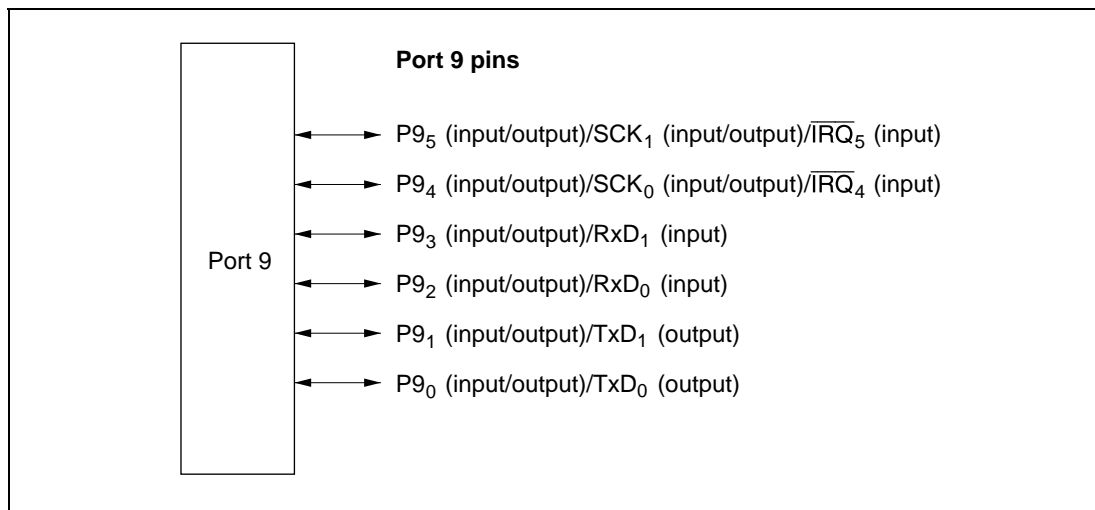 Port 9 pins
P9₅ (input/output)/SCK₁ (input/output)/I̅R̅Q̅₅ (input)
P9₄ (input/output)/SCK₀ (input/output)/I̅R̅Q̅₄ (input)
P9₃ (input/output)/RxD₁ (input)
Port 9
P9₂ (input/output)/RxD₀ (input)
P9₁ (input/output)/TxD₁ (output)
P9₀ (input/output)/TxD₀ (output)